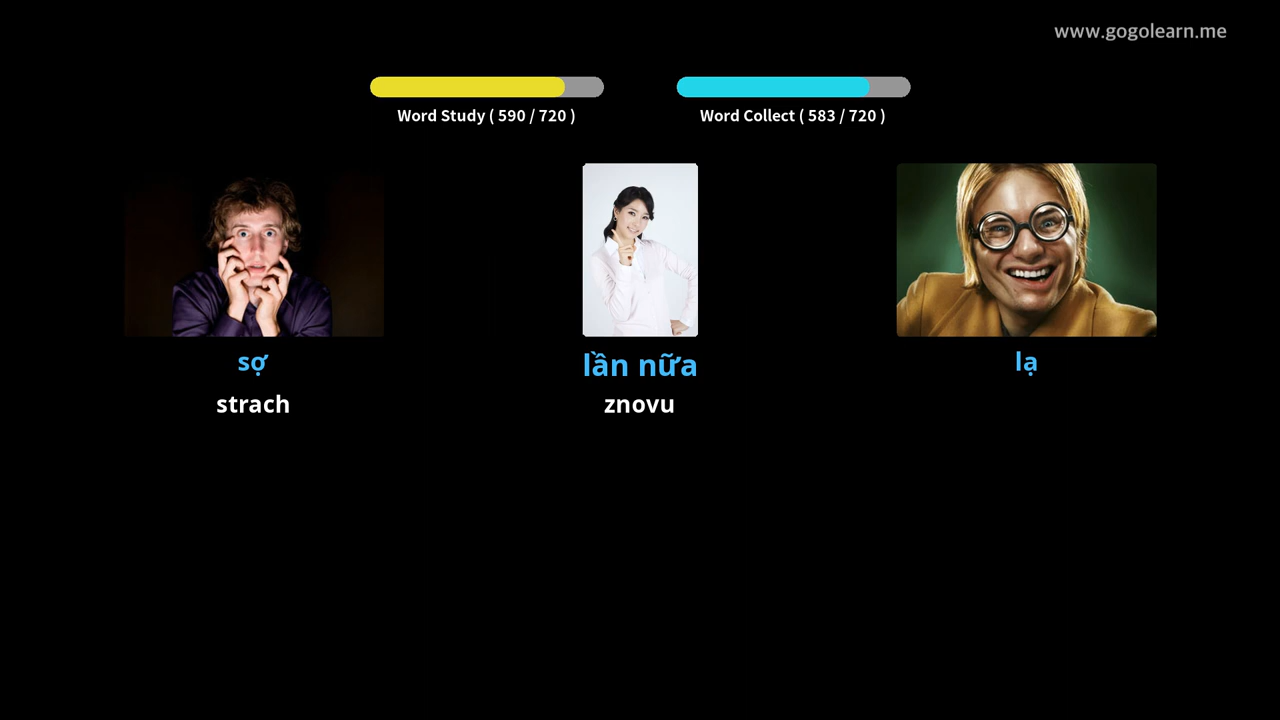 www.gogolearn.me
Word Study ( 590 / 720 )
Word Collect ( 583 / 720 )
sợ
lần nữa
lạ
strach
znovu